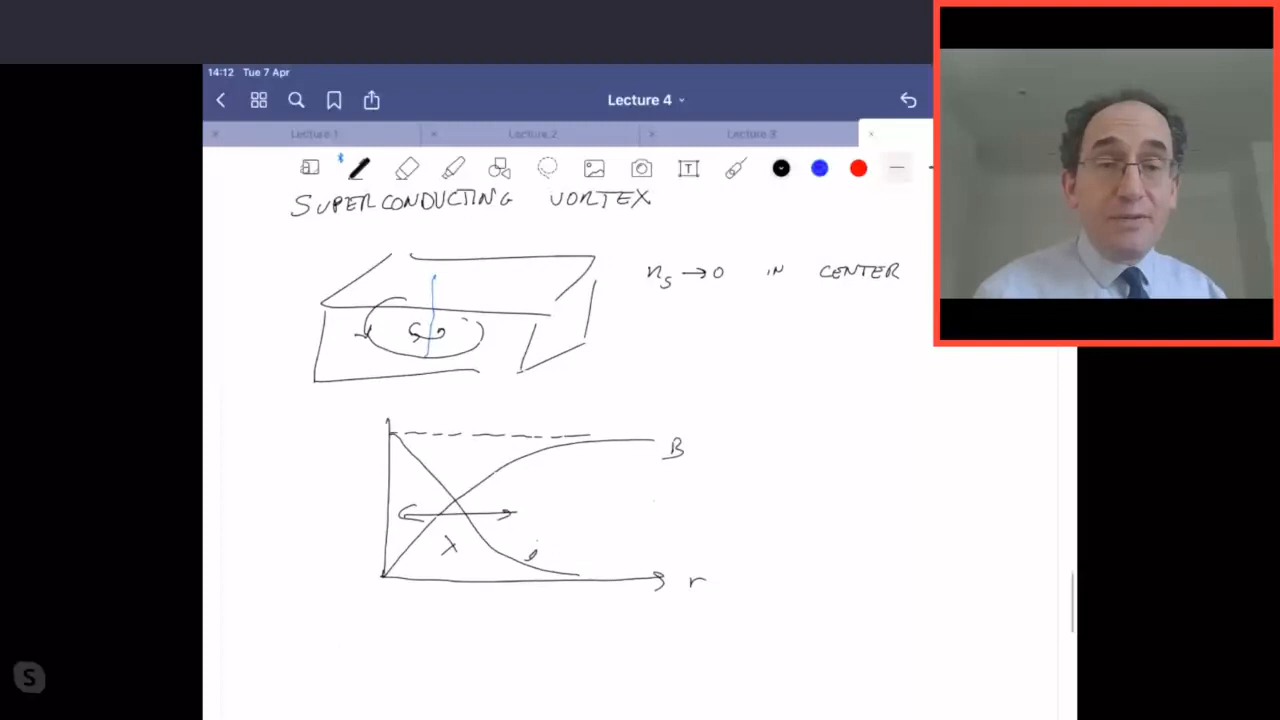 14:12 Tue 7 Apr
Lecture 4
Lecture 1
Lecture 2
Lecture 3
T
SUPERCONDUCTING VORTEX
n_s → 0 IN CENTER
B
λ
j
r
S